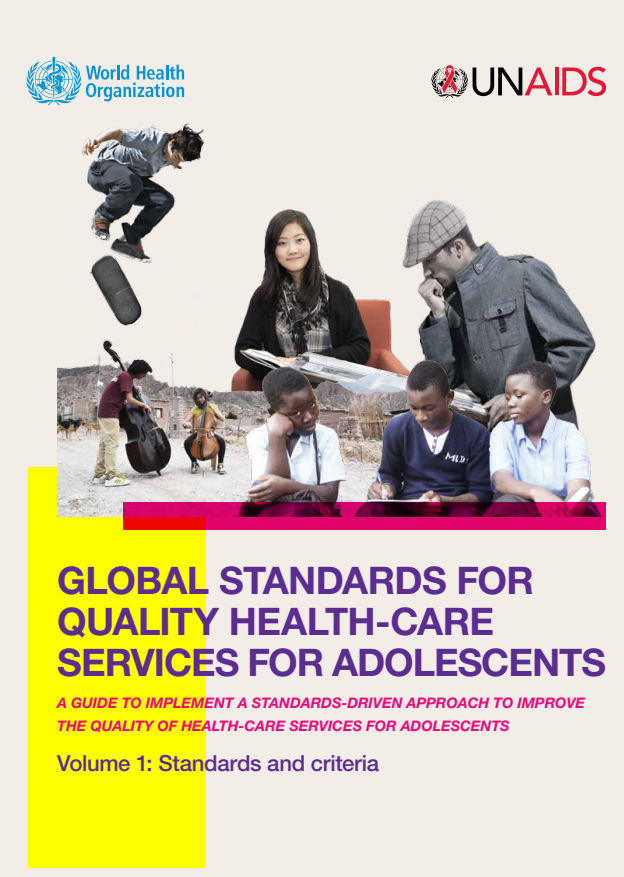 World Health
Organization
UNAIDS
GLOBAL STANDARDS FOR
QUALITY HEALTH-CARE
SERVICES FOR ADOLESCENTS
A GUIDE TO IMPLEMENT A STANDARDS-DRIVEN APPROACH TO IMPROVE
THE QUALITY OF HEALTH-CARE SERVICES FOR ADOLESCENTS
Volume 1: Standards and criteria